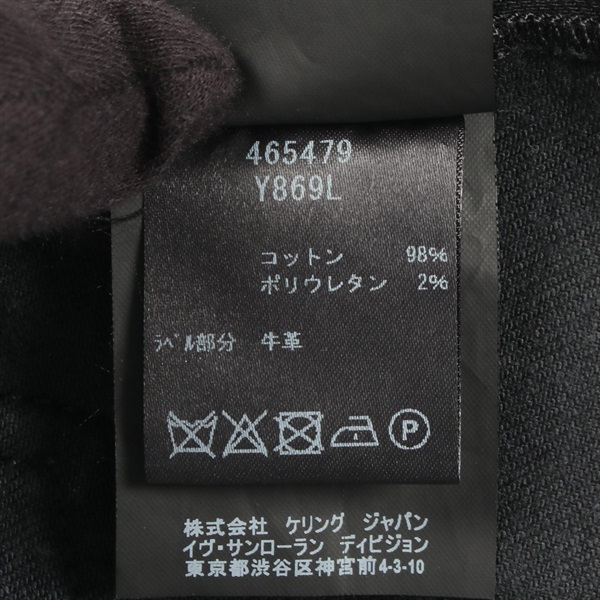 465479
Y869L
コットン 98%
ポリウレタン 2%
ﾗﾍﾞﾙ部分 牛革
P
株式会社 ケリング ジャパン
イヴ・サンローラン ディビジョン
東京都渋谷区神宮前4-3-10